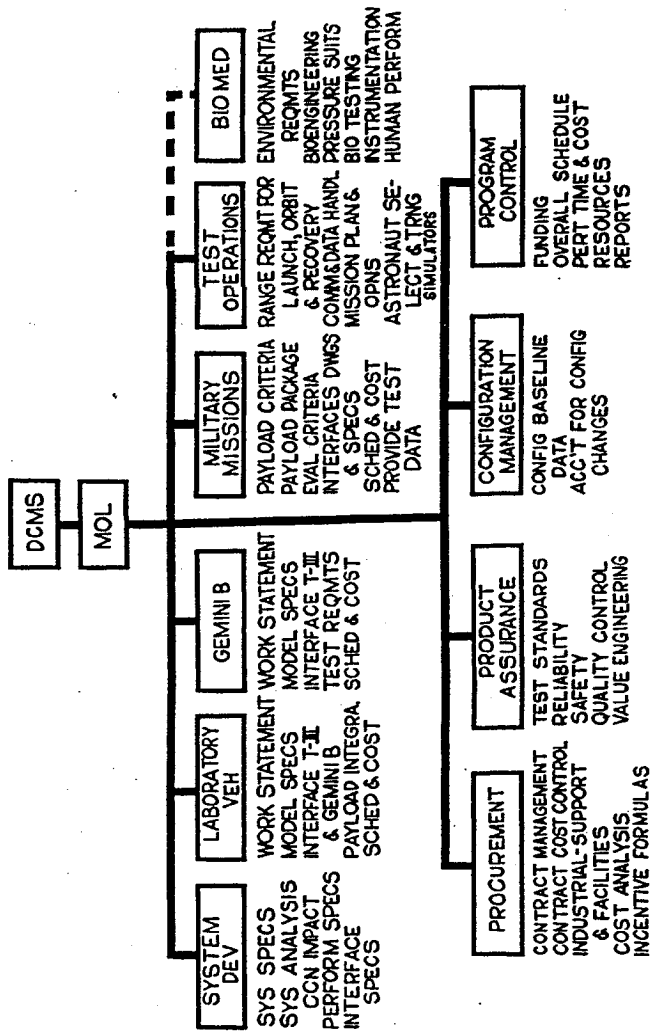 DCMS
MOL
SYSTEM
DEV
SYS SPECS
SYS ANALYSIS
CCN IMPACT
PERFORM SPECS
INTERFACE
SPECS
LABORATORY
VEH
WORK STATEMENT
MODEL SPECS
INTERFACE T-III
& GEMINI B
PAYLOAD INTEGRA.
SCHED & COST
GEMINI B
WORK STATEMENT
MODEL SPECS
INTERFACE T-III
TEST REQMTS
SCHED & COST
MILITARY
MISSIONS
PAYLOAD CRITERIA
PAYLOAD PACKAGE
EVAL CRITERIA
INTERFACES DWGS
& SPECS
SCHED & COST
PROVIDE TEST
DATA
TEST
OPERATIONS
RANGE REQMT FOR
LAUNCH, ORBIT
& RECOVERY
COMM & DATA HANDL
MISSION PLAN &
OPNS
ASTRONAUT SE-
LECT & TRNG
SIMULATORS
BIO MED
ENVIRONMENTAL
REQMTS
BIOENGINEERING
PRESSURE SUITS
BIO TESTING
INSTRUMENTATION
HUMAN PERFORM
PROCUREMENT
CONTRACT MANAGEMENT
CONTRACT COST CONTROL
INDUSTRIAL-SUPPORT
& FACILITIES
COST ANALYSIS
INCENTIVE FORMULAS
PRODUCT
ASSURANCE
TEST STANDARDS
RELIABILITY
SAFETY
QUALITY CONTROL
VALUE ENGINEERING
CONFIGURATION
MANAGEMENT
CONFIG BASELINE
DATA
ACC'T FOR CONFIG
CHANGES
PROGRAM
CONTROL
FUNDING
OVERALL SCHEDULE
PERT TIME & COST
RESOURCES
REPORTS